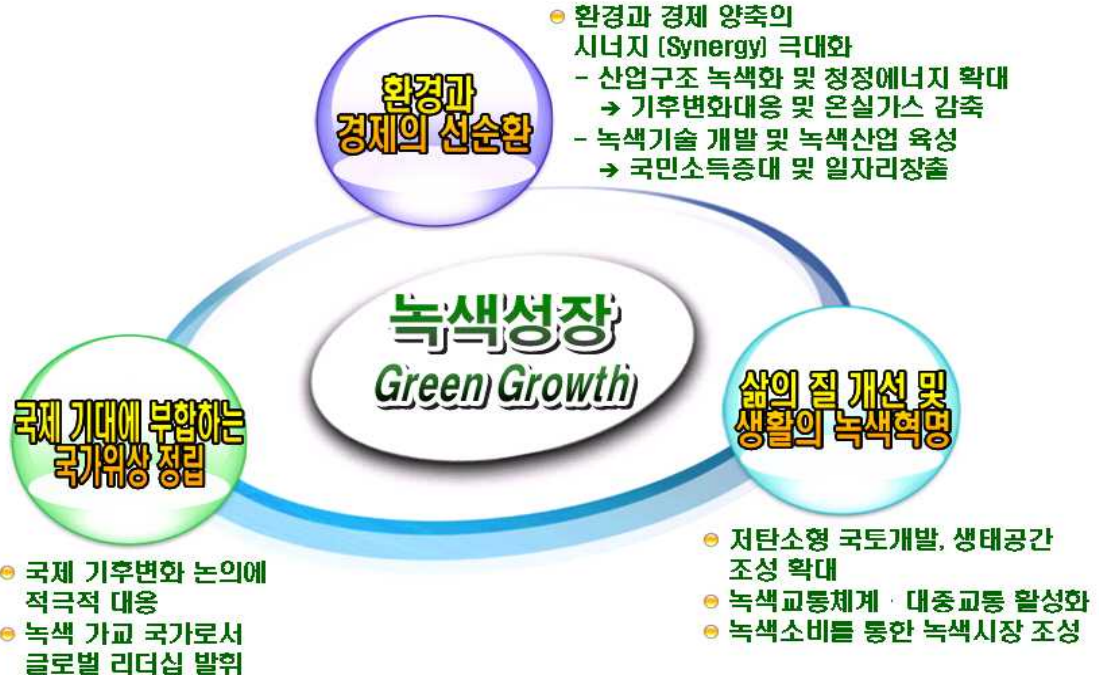 환경과
경제의 선순환
환경과 경제 양축의
시너지 (Synergy) 극대화
- 산업구조 녹색화 및 청정에너지 확대
→ 기후변화대응 및 온실가스 감축
- 녹색기술 개발 및 녹색산업 육성
→ 국민소득증대 및 일자리창출
녹색성장
Green Growth
국제 기대에 부합하는
국가위상 정립
국제 기후변화 논의에
적극적 대응
녹색 가교 국가로서
글로벌 리더십 발휘
삶의 질 개선 및
생활의 녹색혁명
저탄소형 국토개발, 생태공간
조성 확대
녹색교통체계 · 대중교통 활성화
녹색소비를 통한 녹색시장 조성